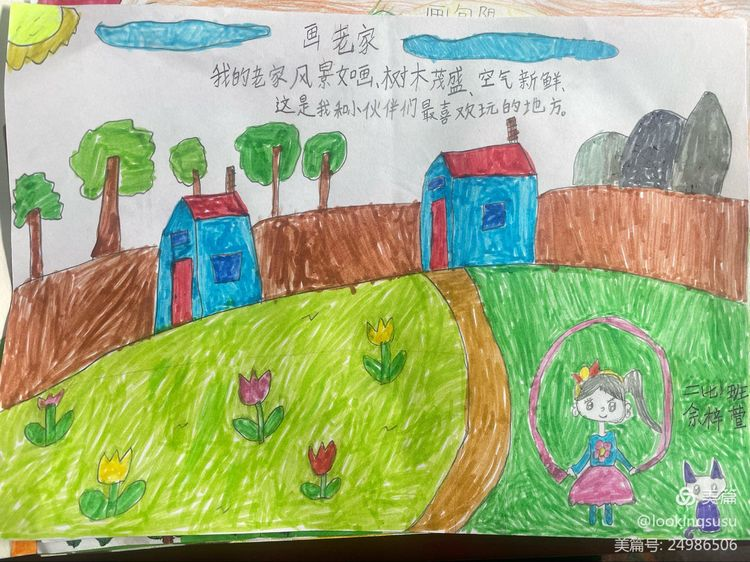 画老家
我的老家风景如画、树木茂盛、空气新鲜、
这是我和小伙伴们最喜欢玩的地方。
二(七)班
余梓萱
美篇
@lookingsusu
美篇号: 24986506